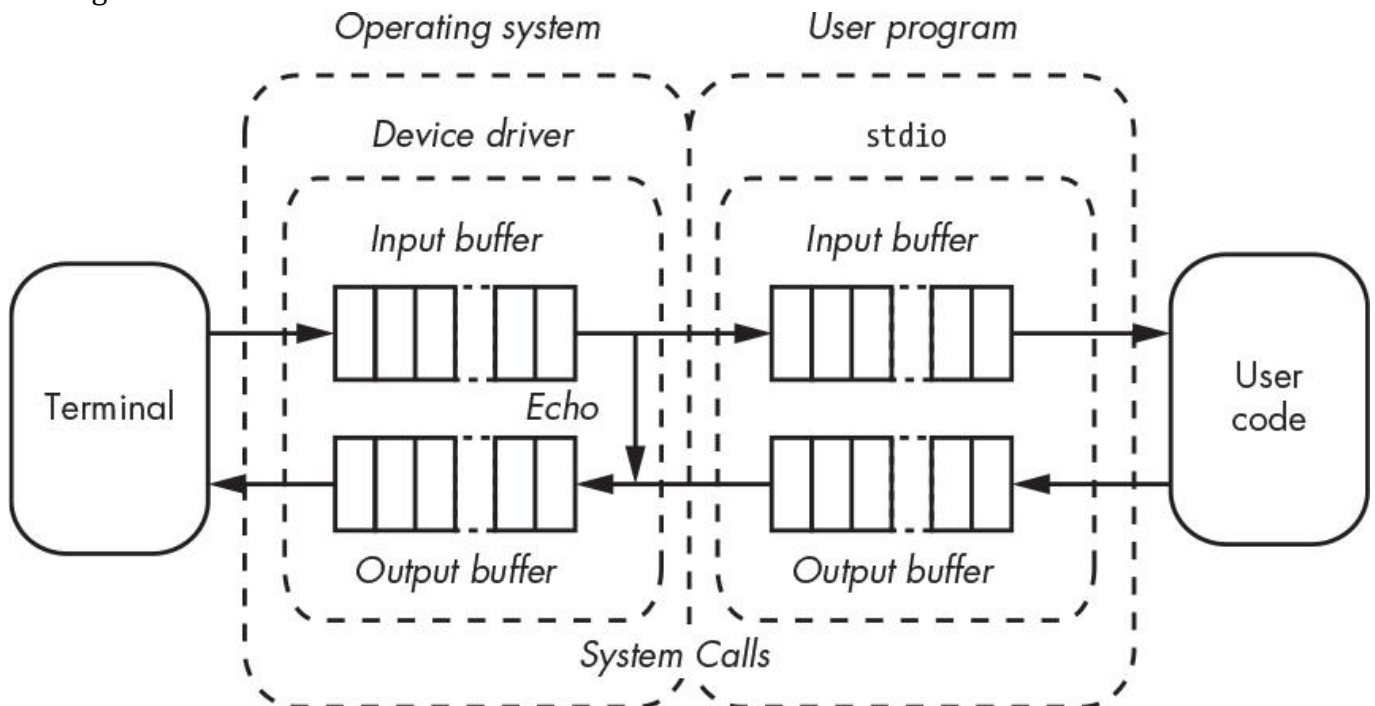 Operating system
User program
Device driver
stdio
Input buffer
Input buffer
Terminal
Echo
User
code
Output buffer
Output buffer
System Calls